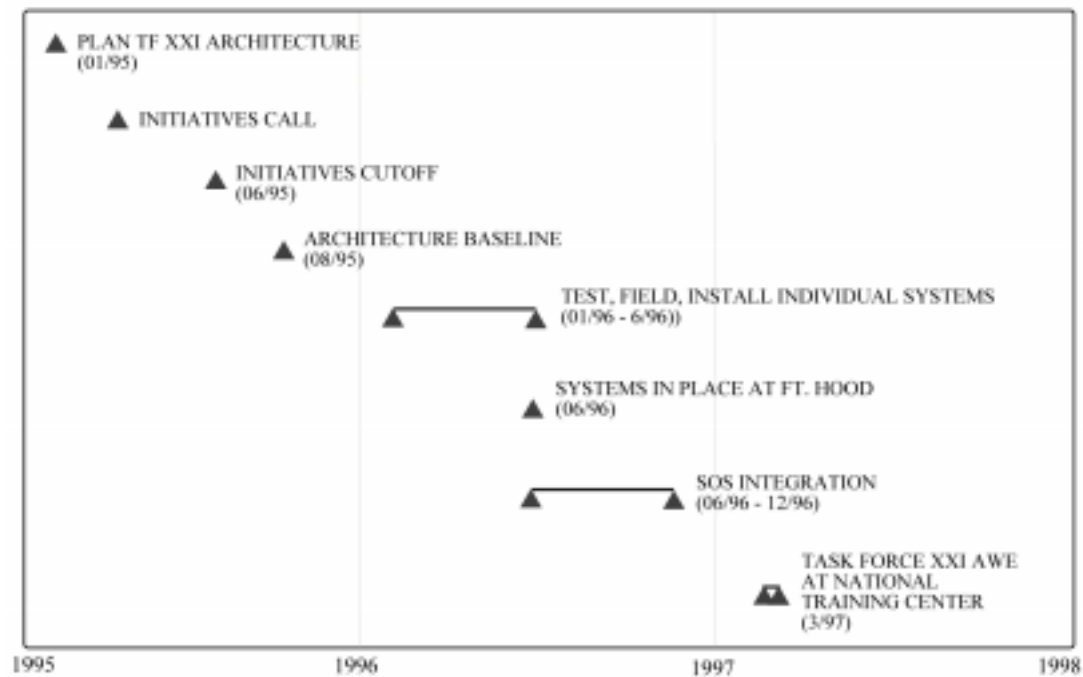 PLAN TF XXI ARCHITECTURE
(01/95)
INITIATIVES CALL
INITIATIVES CUTOFF
(06/95)
ARCHITECTURE BASELINE
(08/95)
TEST, FIELD, INSTALL INDIVIDUAL SYSTEMS
(01/96 - 6/96))
SYSTEMS IN PLACE AT FT. HOOD
(06/96)
SOS INTEGRATION
(06/96 - 12/96)
TASK FORCE XXI AWE
AT NATIONAL
TRAINING CENTER
(3/97)
1995 1996 1997 1998